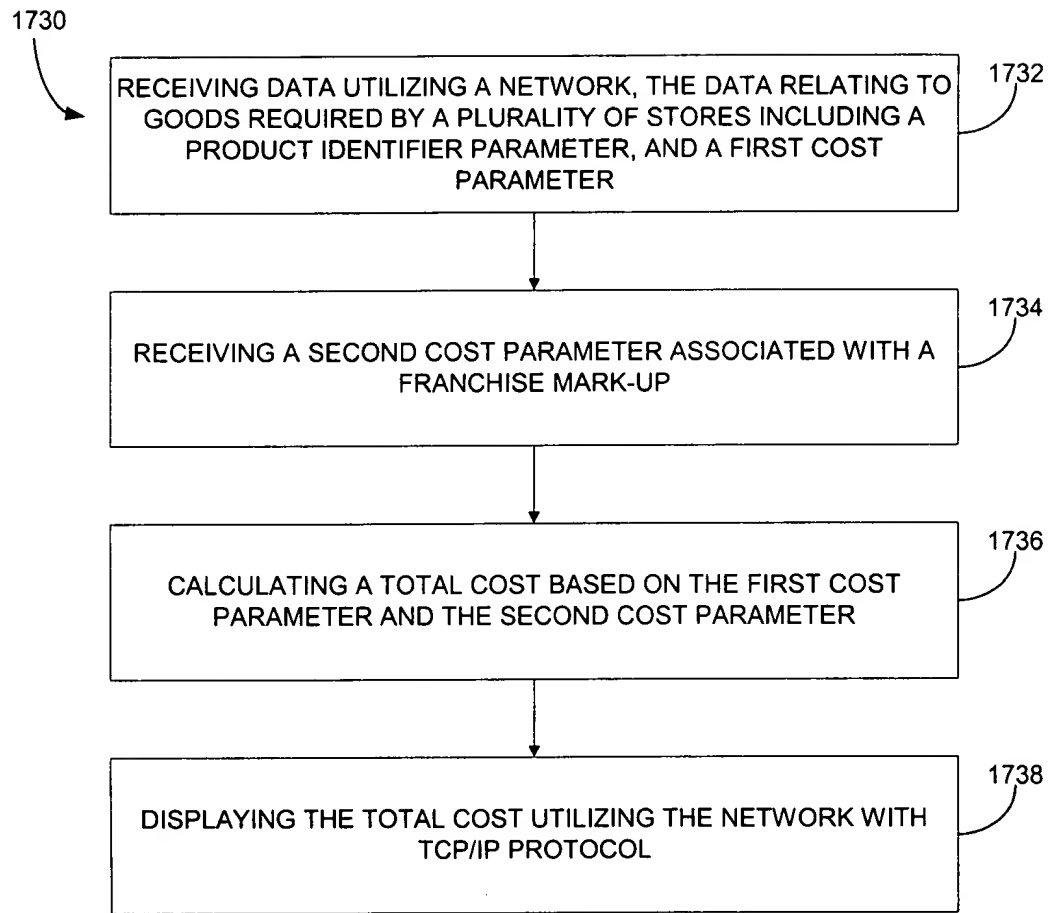 1730
1732
RECEIVING DATA UTILIZING A NETWORK, THE DATA RELATING TO
GOODS REQUIRED BY A PLURALITY OF STORES INCLUDING A
PRODUCT IDENTIFIER PARAMETER, AND A FIRST COST
PARAMETER
1734
RECEIVING A SECOND COST PARAMETER ASSOCIATED WITH A
FRANCHISE MARK-UP
1736
CALCULATING A TOTAL COST BASED ON THE FIRST COST
PARAMETER AND THE SECOND COST PARAMETER
1738
DISPLAYING THE TOTAL COST UTILIZING THE NETWORK WITH
TCP/IP PROTOCOL